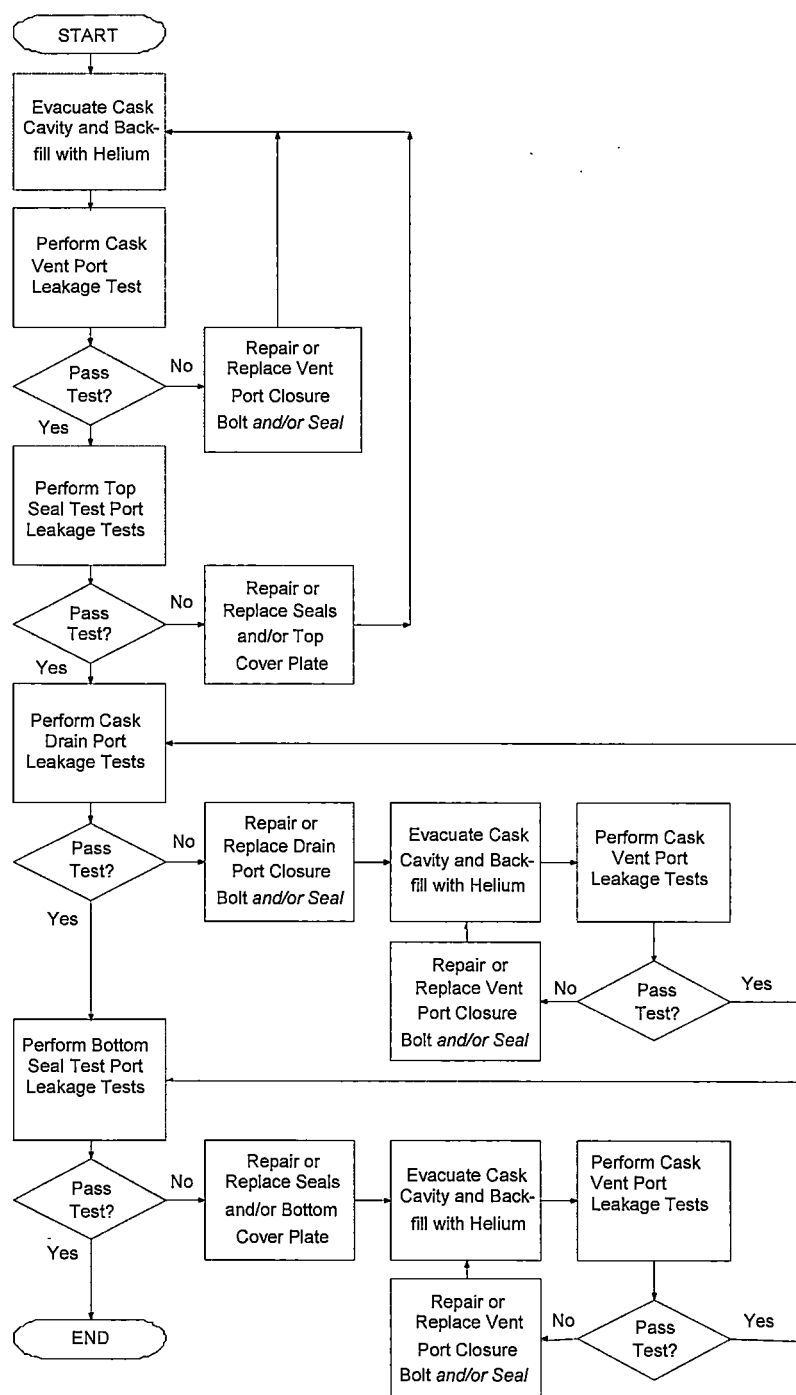 START
Evacuate Cask
Cavity and Back-
fill with Helium
Perform Cask
Vent Port
Leakage Test
Pass
Test?
No
Repair or
Replace Vent
Port Closure
Bolt and/or Seal
Yes
Perform Top
Seal Test Port
Leakage Tests
Pass
Test?
No
Repair or
Replace Seals
and/or Top
Cover Plate
Yes
Perform Cask
Drain Port
Leakage Tests
Pass
Test?
No
Repair or
Replace Drain
Port Closure
Bolt and/or Seal
Evacuate Cask
Cavity and Back-
fill with Helium
Perform Cask
Vent Port
Leakage Tests
Yes
Repair or
Replace Vent
Port Closure
Bolt and/or Seal
No
Pass
Test?
Yes
Perform Bottom
Seal Test Port
Leakage Tests
Pass
Test?
No
Repair or
Replace Seals
and/or Bottom
Cover Plate
Evacuate Cask
Cavity and Back-
fill with Helium
Perform Cask
Vent Port
Leakage Tests
Yes
Repair or
Replace Vent
Port Closure
Bolt and/or Seal
No
Pass
Test?
Yes
END